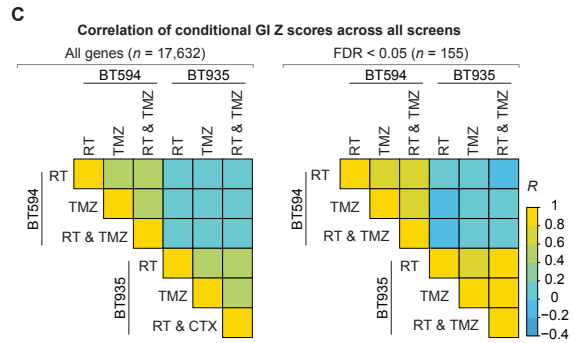 C
Correlation of conditional GI Z scores across all screens
All genes (n = 17,632)
BT594 BT935
RT TMZ RT & TMZ RT TMZ RT & TMZ
RT
TMZ
RT & TMZ
RT
TMZ
RT & CTX
BT594
BT935
FDR < 0.05 (n = 155)
BT594 BT935
RT TMZ RT & TMZ RT TMZ RT & TMZ
RT
TMZ
RT & TMZ
RT
TMZ
RT & TMZ
BT594
BT935
R
1
0.8
0.6
0.4
0.2
0
−0.2
−0.4